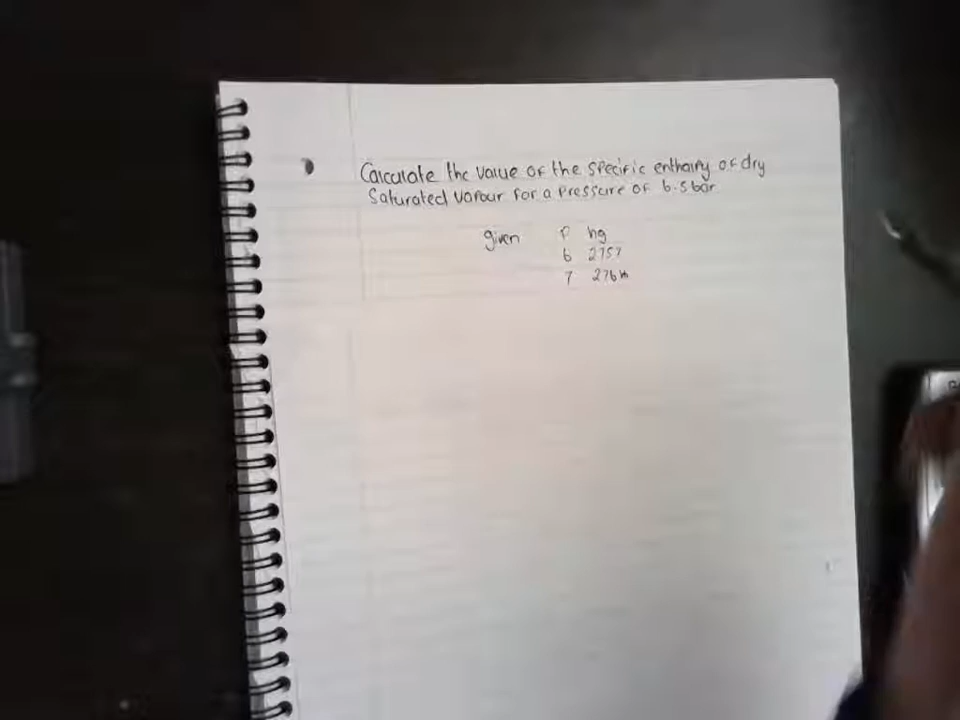 Calculate the value of the specific enthalpy of dry
Saturated vapour for a pressure of 6.5 bar
given P hg
6 2757
7 2764